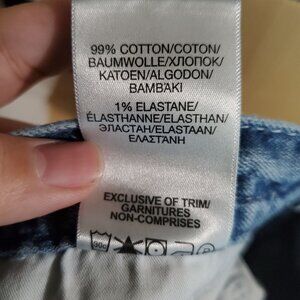 99% COTTON/COTON/
BAUMWOLLE/ХЛОПОК/
KATOEN/ALGODON/
BAMBAKI
1% ELASTANE/
ÉLASTHANNE/ELASTHAN/
ЭЛАСТАН/ELASTAAN/
ΕΛΑΣΤΑΝΗ
EXCLUSIVE OF TRIM/
GARNITURES
NON-COMPRISES